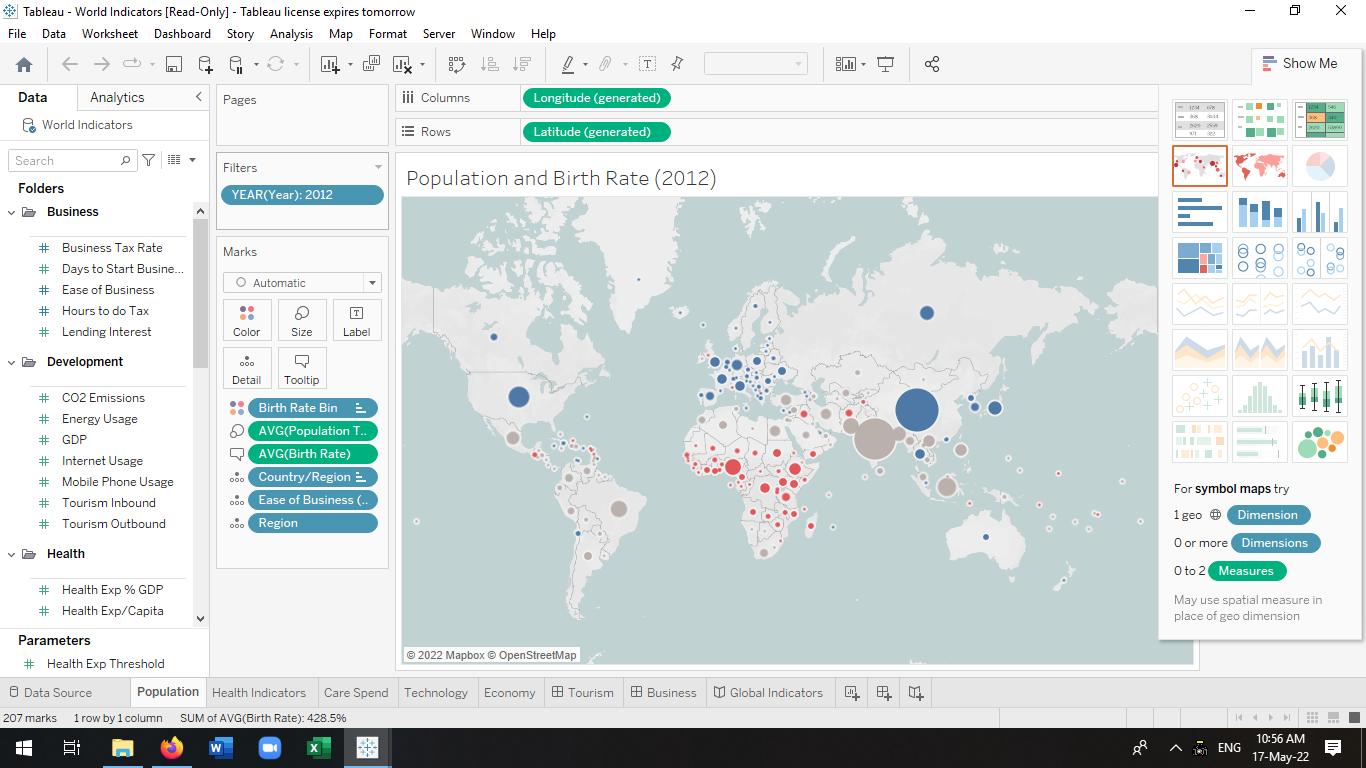 Tableau - World Indicators [Read-Only] - Tableau license expires tomorrow
File Data Worksheet Dashboard Story Analysis Map Format Server Window Help
Show Me
Data Analytics
World Indicators
Search
Folders
Business
Business Tax Rate
Days to Start Busine...
Ease of Business
Hours to do Tax
Lending Interest
Development
CO2 Emissions
Energy Usage
GDP
Internet Usage
Mobile Phone Usage
Tourism Inbound
Tourism Outbound
Health
Health Exp % GDP
Health Exp/Capita
Parameters
Health Exp Threshold
Pages
Filters
YEAR(Year): 2012
Marks
Automatic
Color Size Label
Detail Tooltip
Birth Rate Bin
AVG(Population T..
AVG(Birth Rate)
Country/Region
Ease of Business (..
Region
Columns Longitude (generated)
Rows Latitude (generated)
Population and Birth Rate (2012)
© 2022 Mapbox © OpenStreetMap
For symbol maps try
1 geo Dimension
0 or more Dimensions
0 to 2 Measures
May use spatial measure in
place of geo dimension
Data Source Population Health Indicators Care Spend Technology Economy Tourism Business Global Indicators
207 marks 1 row by 1 column SUM of AVG(Birth Rate): 428.5%
ENG
10:56 AM
17-May-22